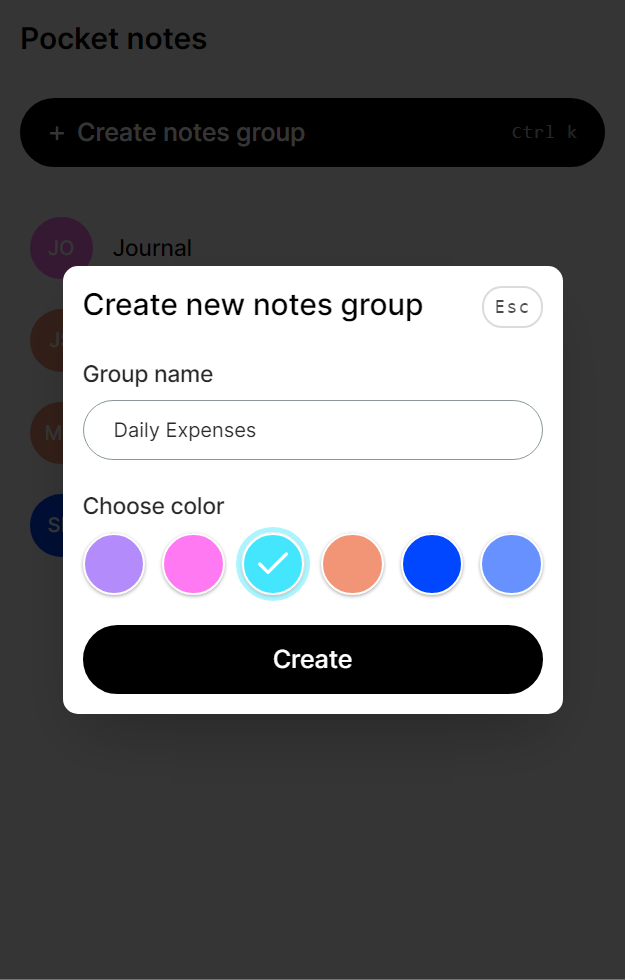 Pocket notes
+ Create notes group Ctrl k
JO Journal
Create new notes group Esc
Group name
Daily Expenses
Choose color
Create